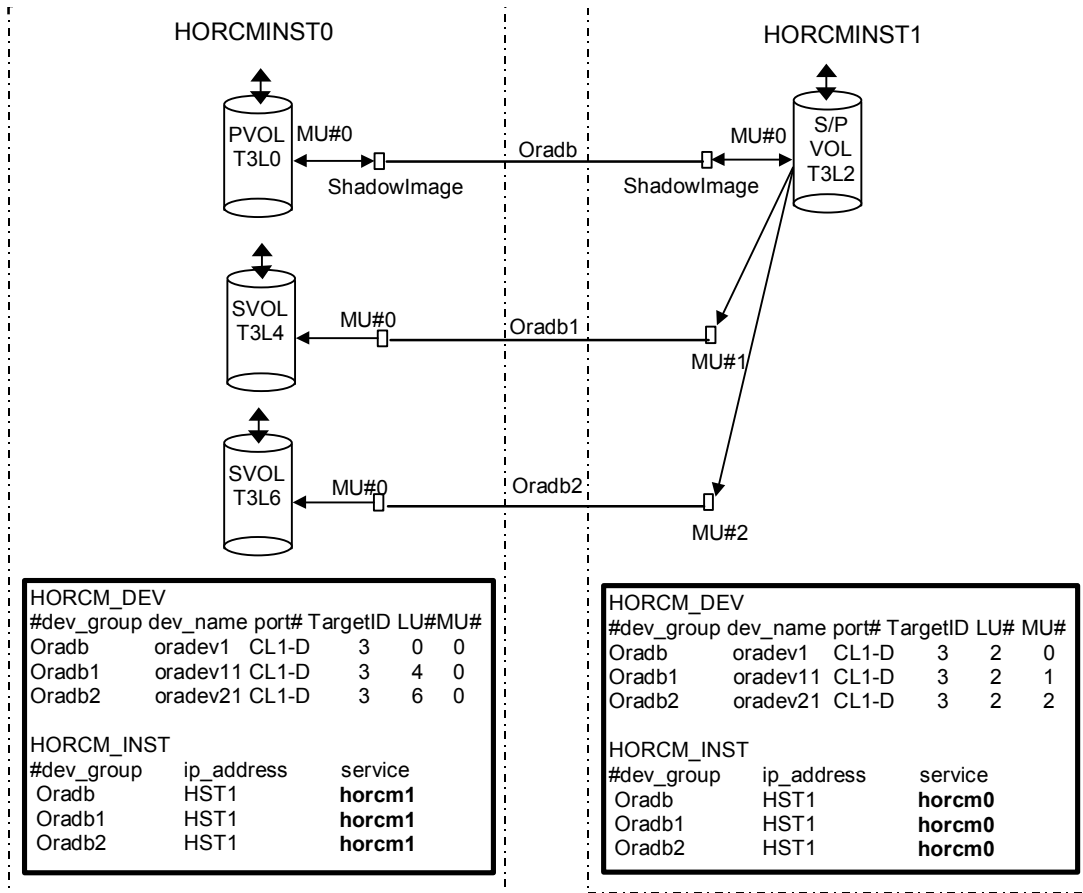 HORCMINST0
HORCMINST1
PVOL
T3L0
MU#0
ShadowImage
Oradb
MU#0
ShadowImage
S/P
VOL
T3L2
SVOL
T3L4
MU#0
Oradb1
MU#1
SVOL
T3L6
MU#0
Oradb2
MU#2
HORCM_DEV
#dev_group dev_name port# TargetID LU#MU#
Oradb oradev1 CL1-D 3 0 0
Oradb1 oradev11 CL1-D 3 4 0
Oradb2 oradev21 CL1-D 3 6 0
HORCM_INST
#dev_group ip_address service
Oradb HST1 horcm1
Oradb1 HST1 horcm1
Oradb2 HST1 horcm1
HORCM_DEV
#dev_group dev_name port# TargetID LU# MU#
Oradb oradev1 CL1-D 3 2 0
Oradb1 oradev11 CL1-D 3 2 1
Oradb2 oradev21 CL1-D 3 2 2
HORCM_INST
#dev_group ip_address service
Oradb HST1 horcm0
Oradb1 HST1 horcm0
Oradb2 HST1 horcm0